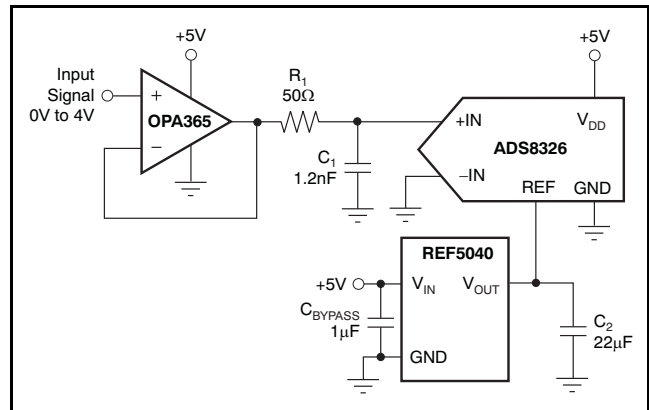 +5V
Input
Signal
0V to 4V
+
−
OPA365
R1
50Ω
C1
1.2nF
+5V
+IN
−IN
VDD
ADS8326
REF
GND
REF5040
+5V
VIN
VOUT
CBYPASS
1μF
GND
C2
22μF